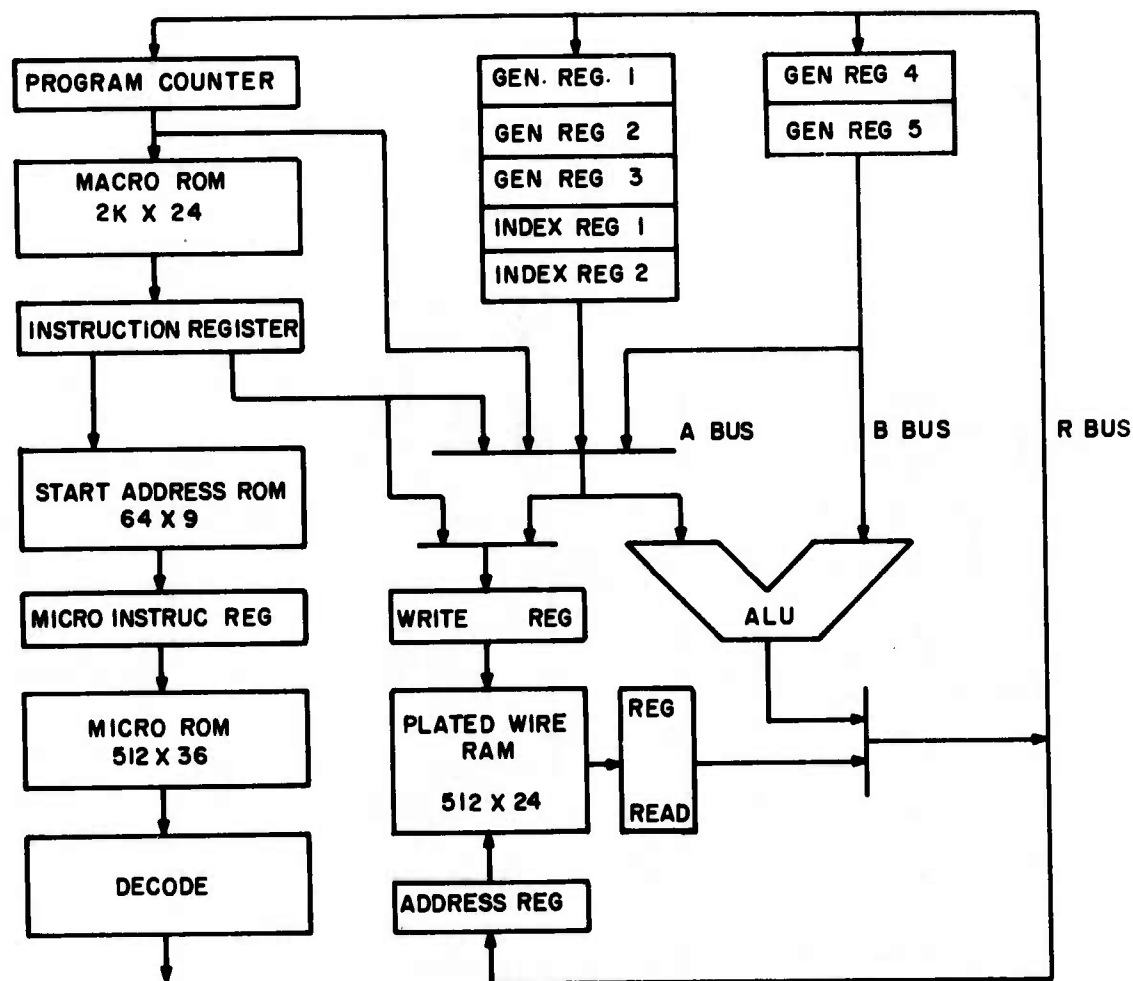 PROGRAM COUNTER
GEN. REG. 1
GEN REG 2
GEN REG 3
INDEX REG 1
INDEX REG 2
GEN REG 4
GEN REG 5
MACRO ROM
2K X 24
INSTRUCTION REGISTER
A BUS
B BUS
R BUS
START ADDRESS ROM
64 X 9
MICRO INSTRUC REG
WRITE REG
ALU
MICRO ROM
512 X 36
PLATED WIRE
RAM
512 X 24
REG
READ
DECODE
ADDRESS REG